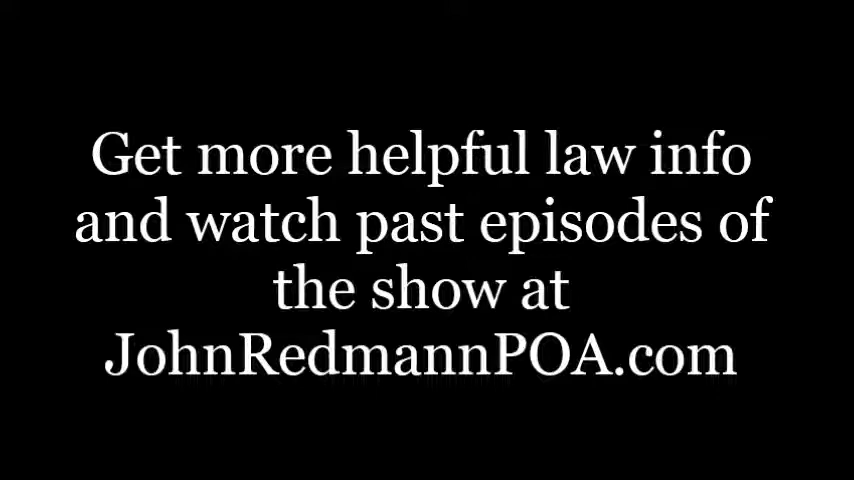 Get more helpful law info
and watch past episodes of
the show at
JohnRedmannPOA.com